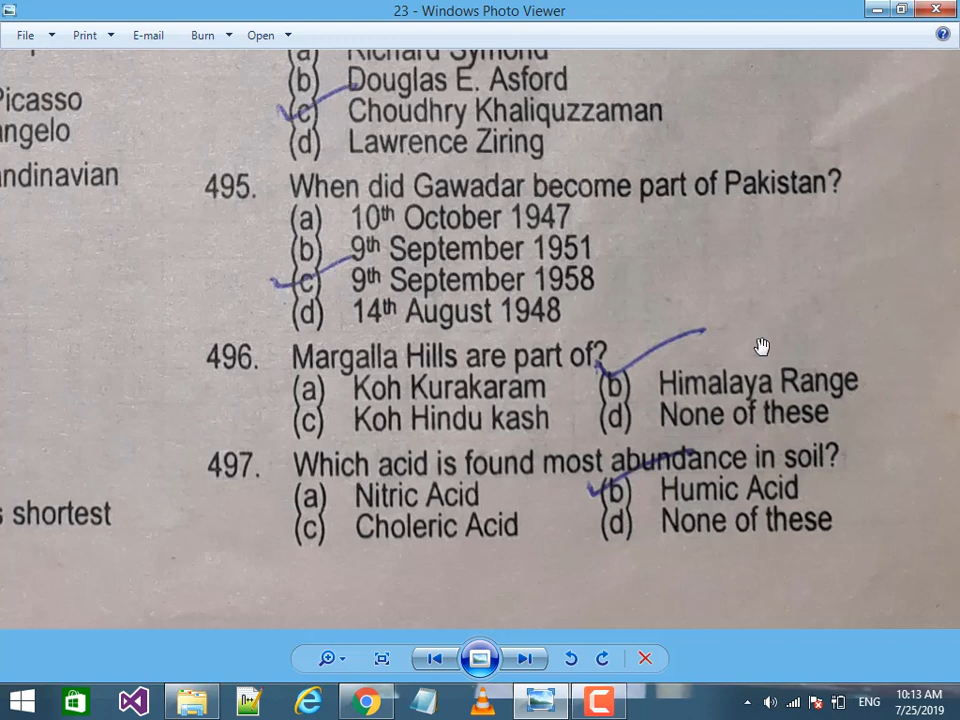 23 - Windows Photo Viewer
File Print E-mail Burn Open
(a) Richard Symond
(b) Douglas E. Asford
(c) Choudhry Khaliquzzaman
(d) Lawrence Ziring
Picasso
angelo
andinavian
495. When did Gawadar become part of Pakistan?
(a) 10th October 1947
(b) 9th September 1951
(c) 9th September 1958
(d) 14th August 1948
496. Margalla Hills are part of?
(a) Koh Kurakaram (b) Himalaya Range
(c) Koh Hindu kash (d) None of these
497. Which acid is found most abundance in soil?
(a) Nitric Acid (b) Humic Acid
(c) Choleric Acid (d) None of these
s shortest
ENG
10:13 AM
7/25/2019